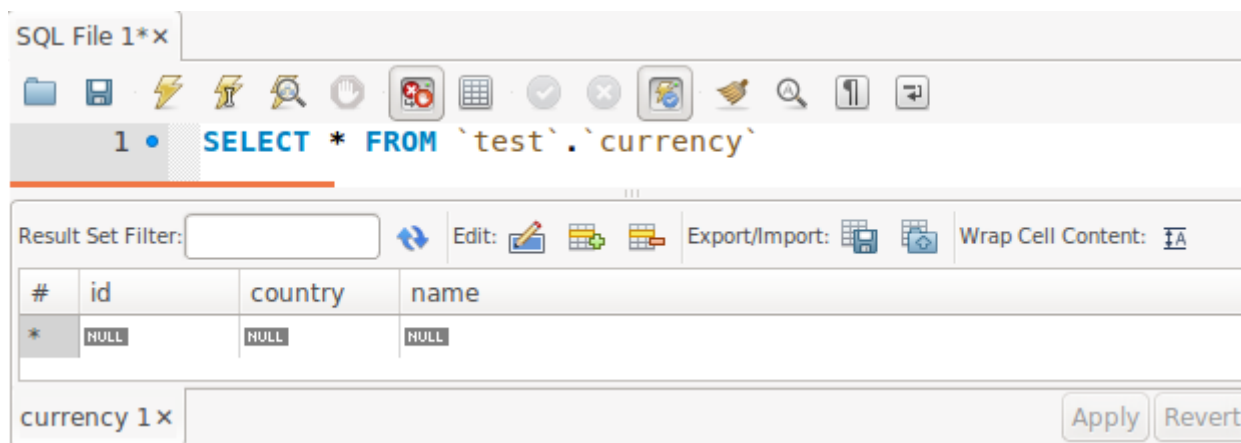 SQL File 1*×
1 SELECT * FROM `test`.`currency`
Result Set Filter: Edit: Export/Import: Wrap Cell Content: IA
# id country name
* NULL NULL NULL
currency 1 × Apply Revert